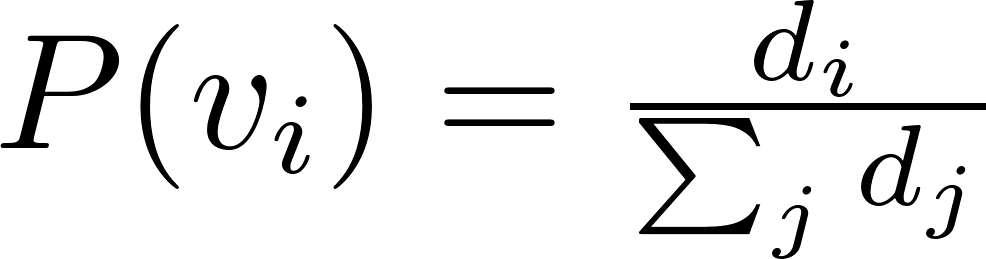 P(v_i) = \frac{d_i}{\sum_j d_j}